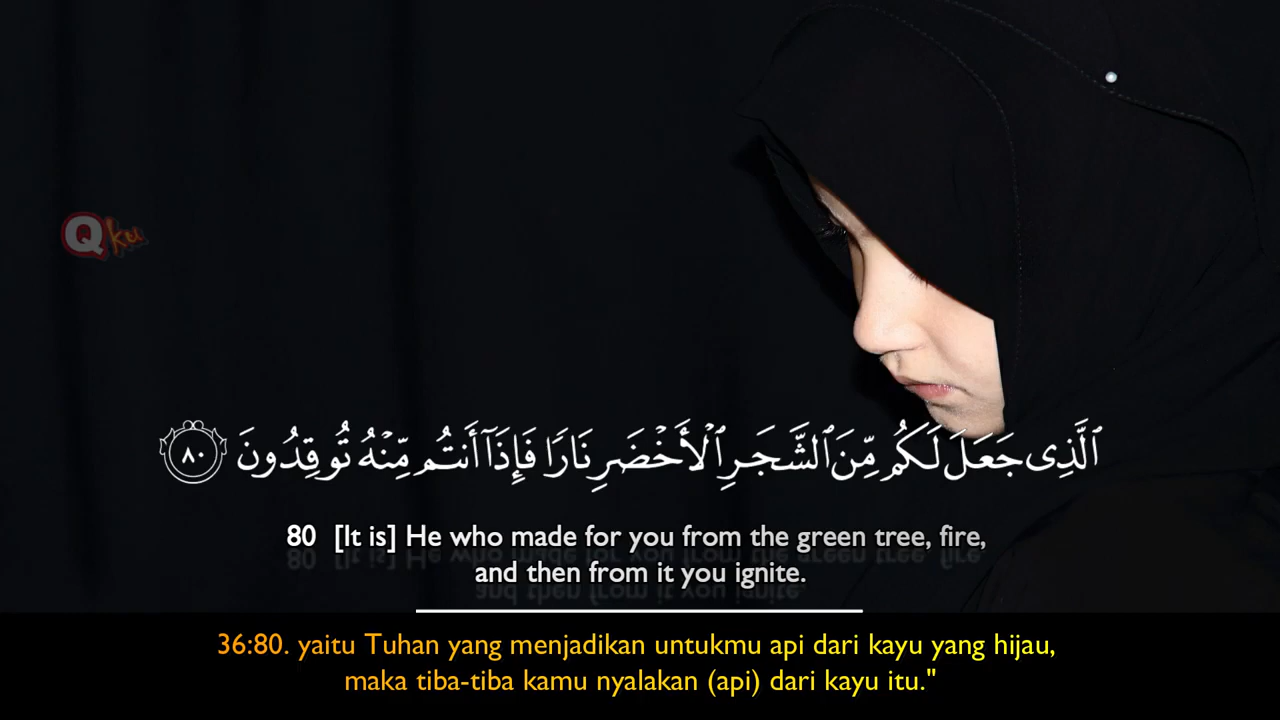 Qku
ٱلَّذِى جَعَلَ لَكُم مِّنَ ٱلشَّجَرِ ٱلْأَخْضَرِ نَارًا فَإِذَآ أَنتُم مِّنْهُ تُوقِدُونَ ٨٠
80 [It is] He who made for you from the green tree, fire,
and then from it you ignite.
36:80. yaitu Tuhan yang menjadikan untukmu api dari kayu yang hijau,
maka tiba-tiba kamu nyalakan (api) dari kayu itu."